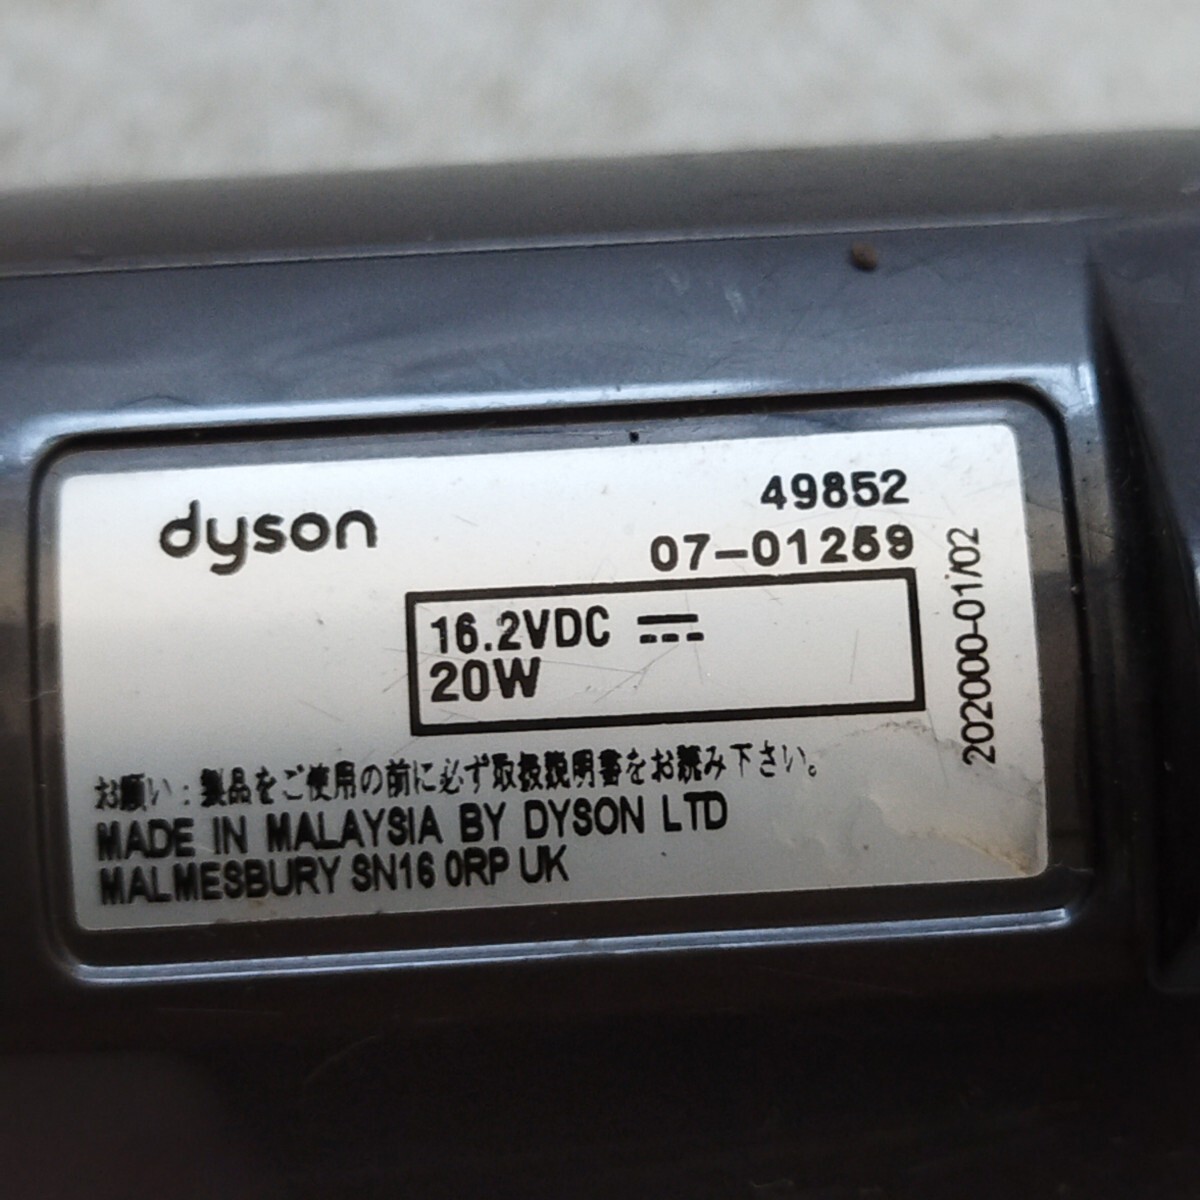 dyson
49852
07-01259
16.2VDC ⎓
20W
お願い：製品をご使用の前に必ず取扱説明書をお読み下さい。
MADE IN MALAYSIA BY DYSON LTD
MALMESBURY SN16 0RP UK
202000-01/02